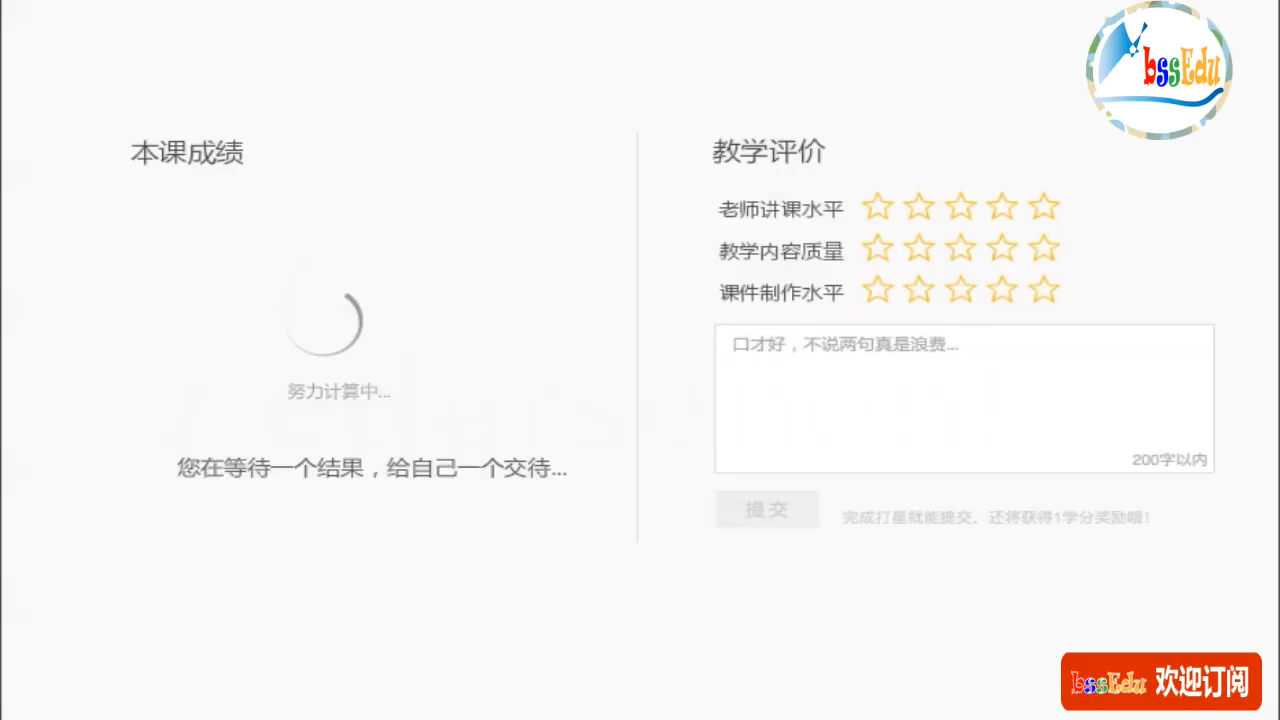 bssEdu
本课成绩
努力计算中...
您在等待一个结果，给自己一个交待...
教学评价
老师讲课水平
教学内容质量
课件制作水平
口才好，不说两句真是浪费...
200字以内
提交
完成打星就能提交。还将获得1学分奖励哦！
bssEdu 欢迎订阅